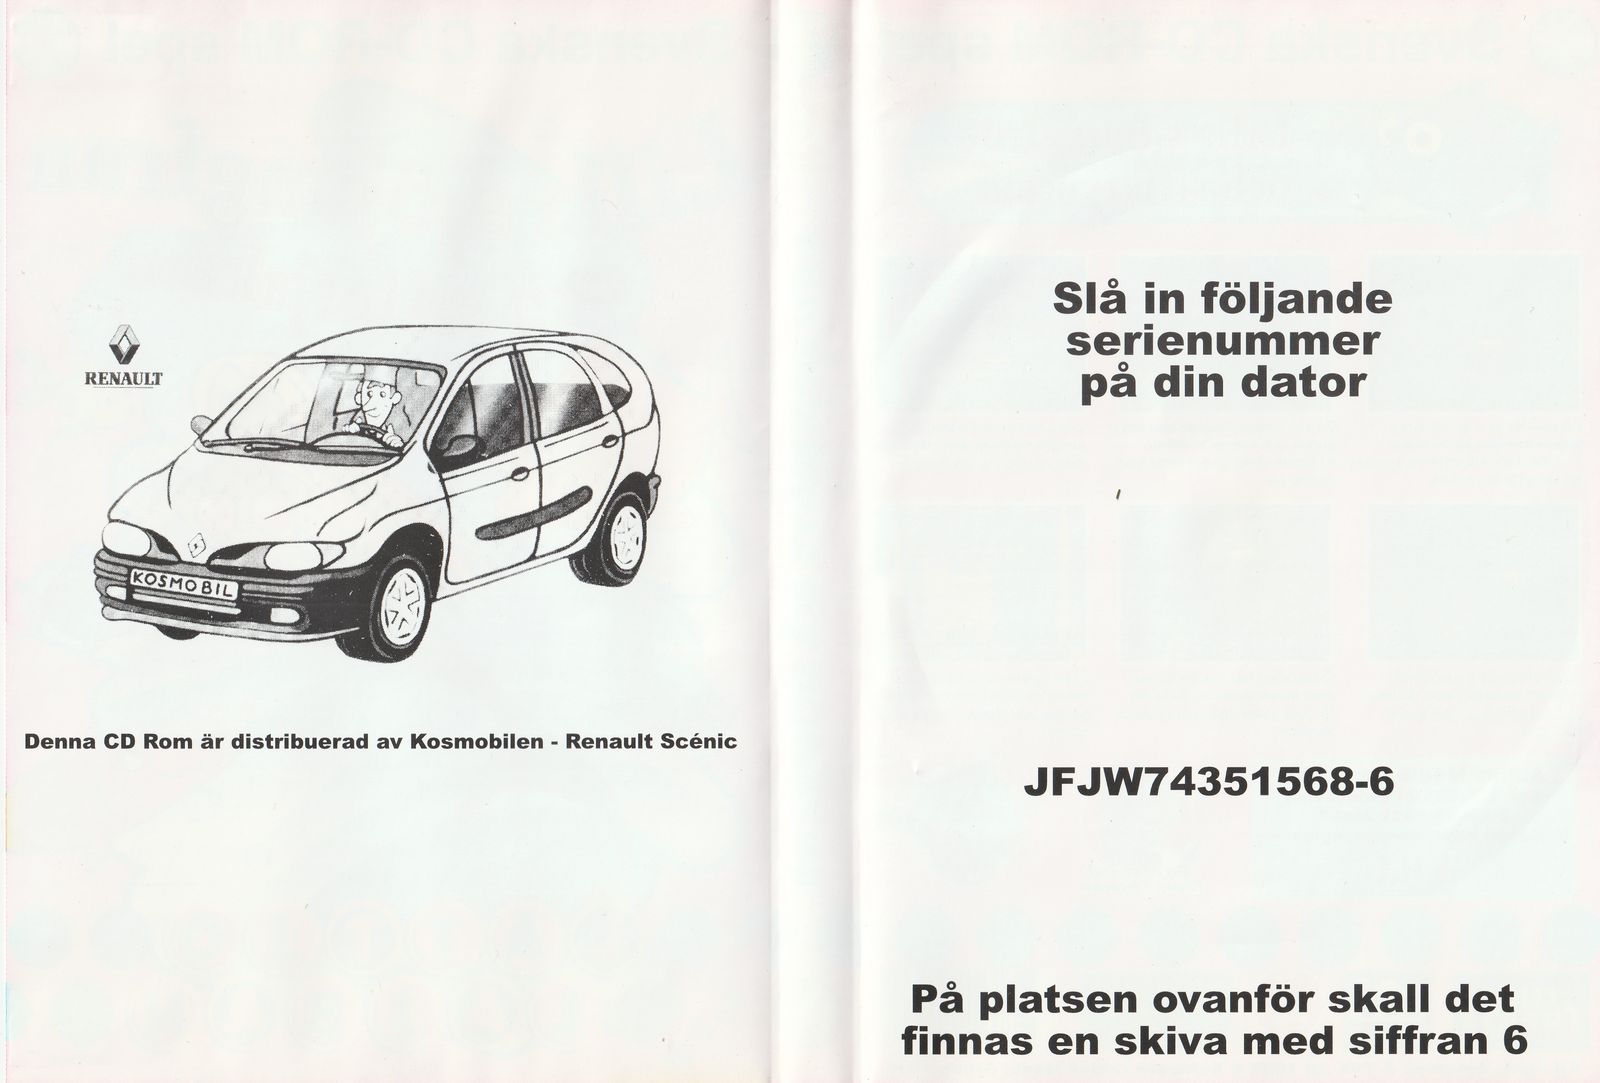 RENAULT
KOSMOBIL
Denna CD Rom är distribuerad av Kosmobilen - Renault Scénic
Slå in följande
serienummer
på din dator
JFJW74351568-6
På platsen ovanför skall det
finnas en skiva med siffran 6